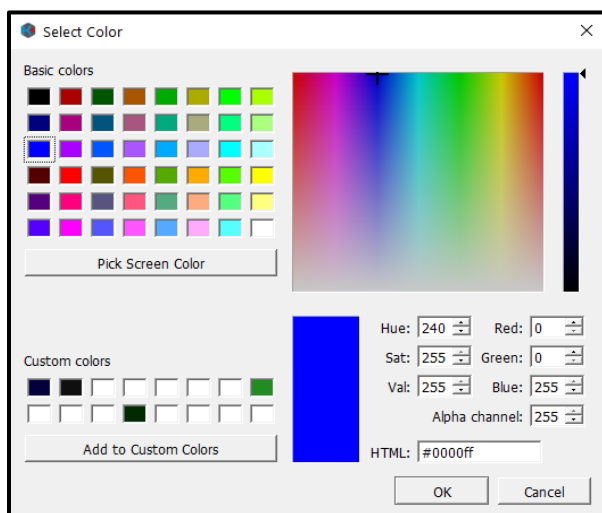 Select Color
Basic colors
Pick Screen Color
Custom colors
Add to Custom Colors
Hue: 240 Red: 0
Sat: 255 Green: 0
Val: 255 Blue: 255
Alpha channel: 255
HTML: #0000ff
OK Cancel